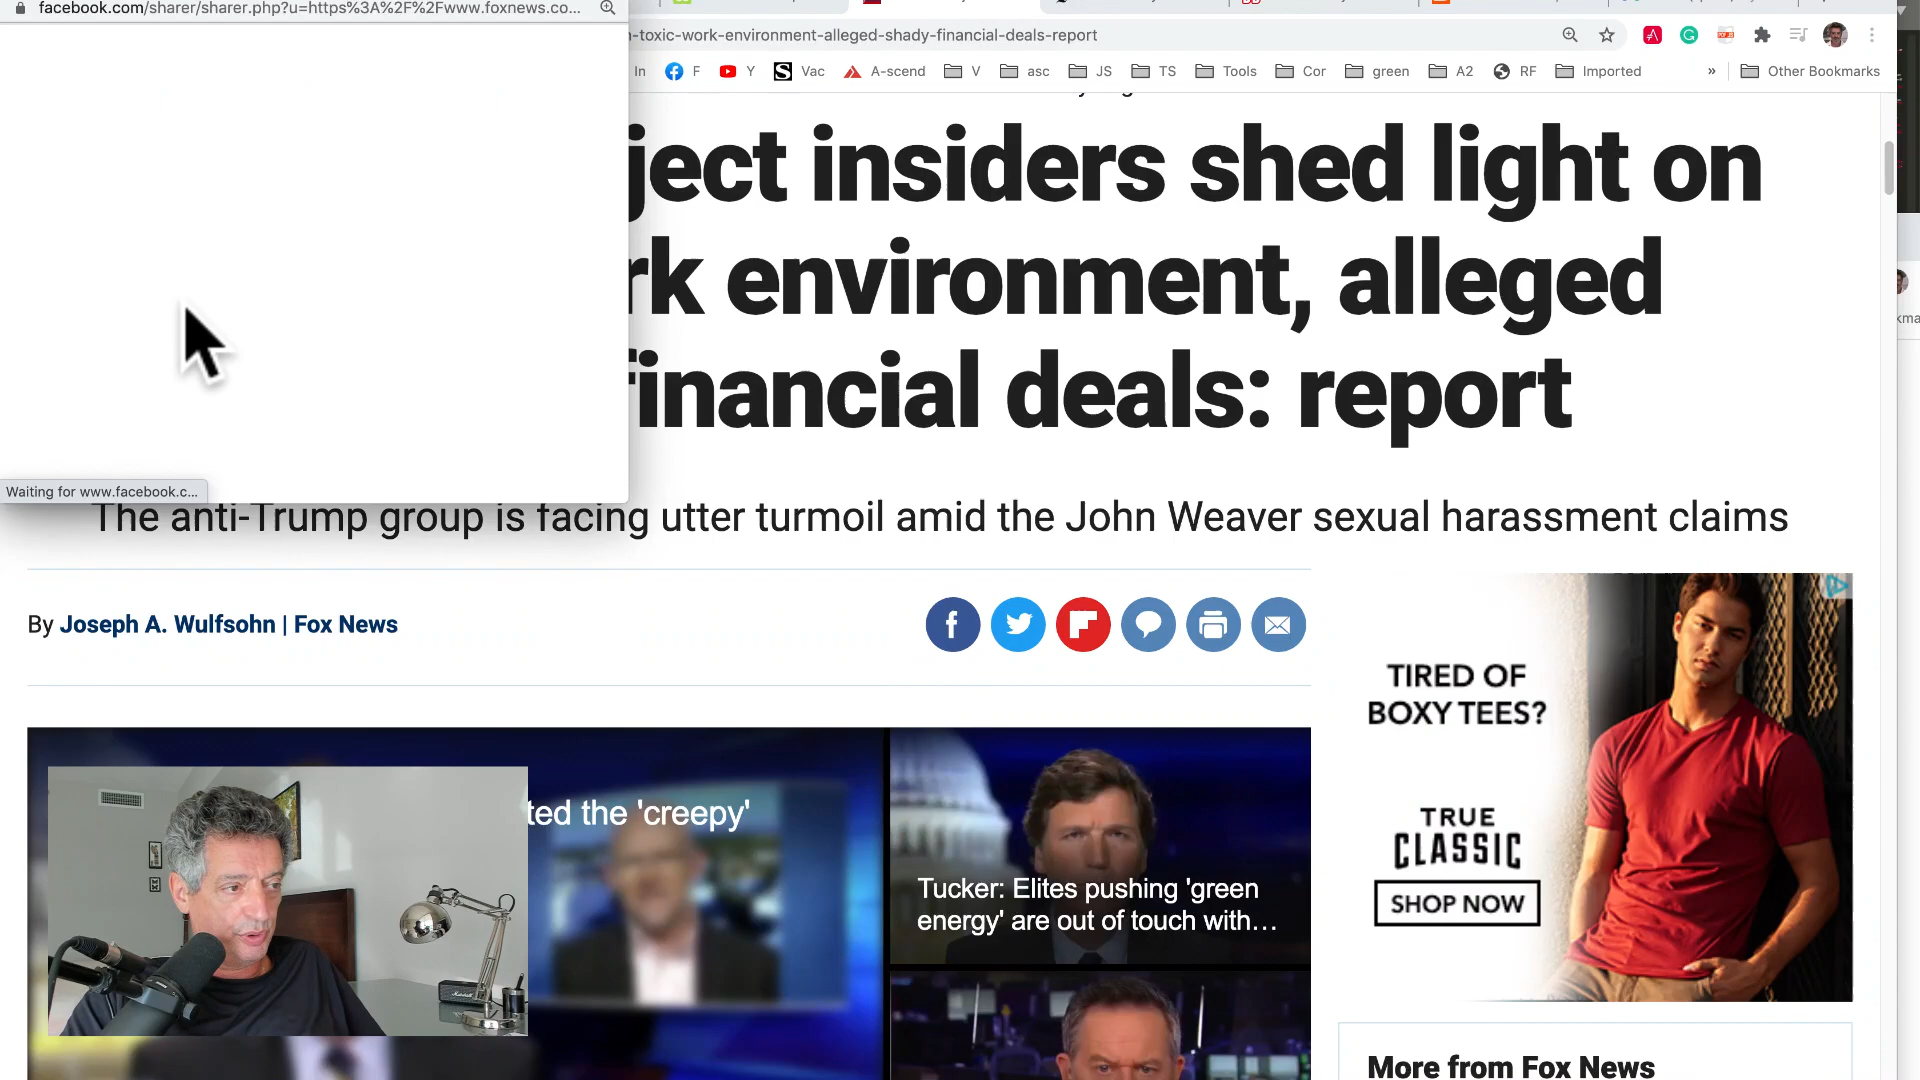 facebook.com/sharer/sharer.php?u=https%3A%2F%2Fwww.foxnews.co...
-toxic-work-environment-alleged-shady-financial-deals-report
In F Y Vac A-scend V asc JS TS Tools Cor green A2 RF Imported » Other Bookmarks
ject insiders shed light on
rk environment, alleged
financial deals: report
Waiting for www.facebook.c...
The anti-Trump group is facing utter turmoil amid the John Weaver sexual harassment claims
By Joseph A. Wulfsohn | Fox News
ted the 'creepy'
Tucker: Elites pushing 'green
energy' are out of touch with...
TIRED OF
BOXY TEES?
TRUE
CLASSIC
SHOP NOW
More from Fox News